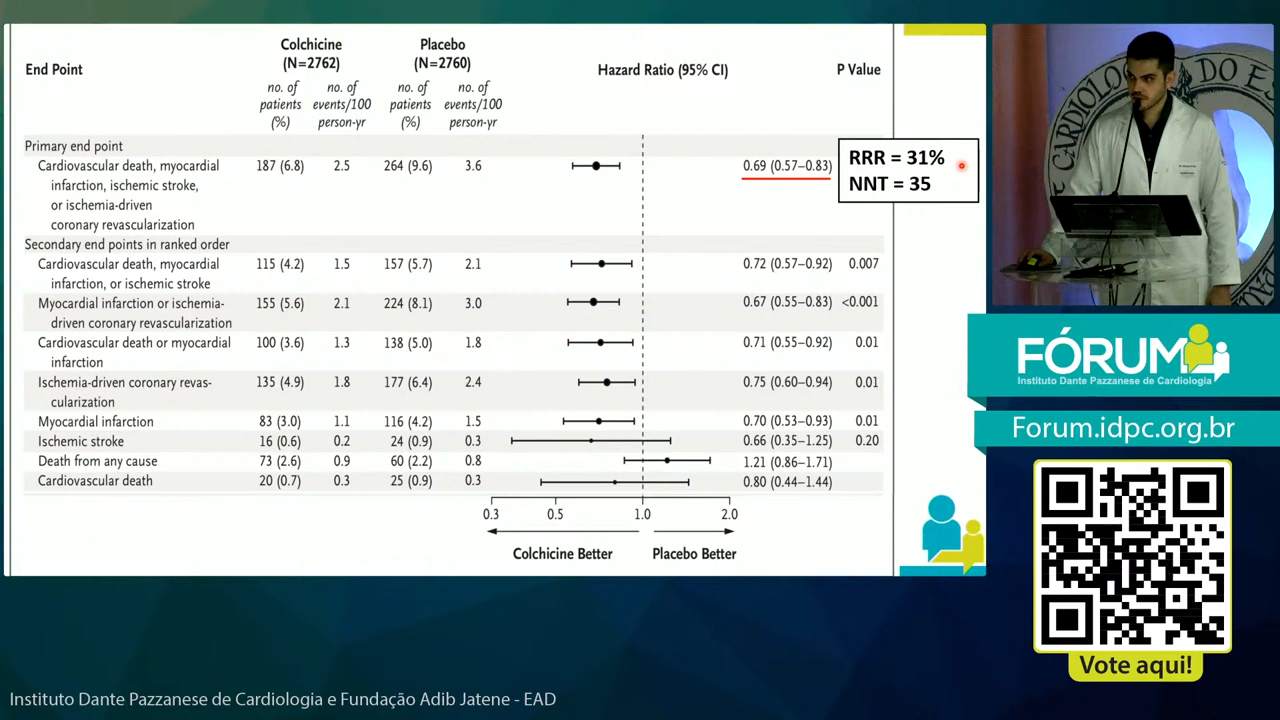 End Point
Colchicine
(N=2762)
Placebo
(N=2760)
Hazard Ratio (95% CI)
P Value
no. of
patients
(%)
no. of
events/100
person-yr
no. of
patients
(%)
no. of
events/100
person-yr
Primary end point
Cardiovascular death, myocardial 187 (6.8) 2.5 264 (9.6) 3.6 0.69 (0.57–0.83)
infarction, ischemic stroke,
or ischemia-driven
coronary revascularization
RRR = 31%
NNT = 35
Secondary end points in ranked order
Cardiovascular death, myocardial 115 (4.2) 1.5 157 (5.7) 2.1 0.72 (0.57–0.92) 0.007
infarction, or ischemic stroke
Myocardial infarction or ischemia- 155 (5.6) 2.1 224 (8.1) 3.0 0.67 (0.55–0.83) <0.001
driven coronary revascularization
Cardiovascular death or myocardial 100 (3.6) 1.3 138 (5.0) 1.8 0.71 (0.55–0.92) 0.01
infarction
Ischemia-driven coronary revas- 135 (4.9) 1.8 177 (6.4) 2.4 0.75 (0.60–0.94) 0.01
cularization
Myocardial infarction 83 (3.0) 1.1 116 (4.2) 1.5 0.70 (0.53–0.93) 0.01
Ischemic stroke 16 (0.6) 0.2 24 (0.9) 0.3 0.66 (0.35–1.25) 0.20
Death from any cause 73 (2.6) 0.9 60 (2.2) 0.8 1.21 (0.86–1.71)
Cardiovascular death 20 (0.7) 0.3 25 (0.9) 0.3 0.80 (0.44–1.44)
0.3 0.5 1.0 2.0
Colchicine Better Placebo Better
FÓRUM
Instituto Dante Pazzanese de Cardiologia
Forum.idpc.org.br
Vote aqui!
Instituto Dante Pazzanese de Cardiologia e Fundação Adib Jatene - EAD